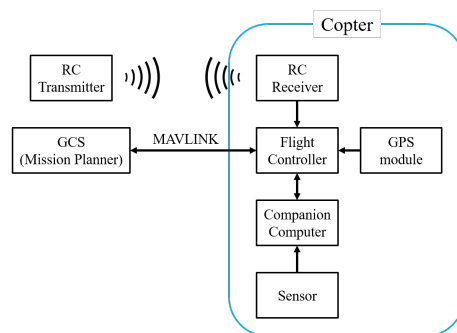 Copter
RC
Transmitter
RC
Receiver
GCS
(Mission Planner)
MAVLINK
Flight
Controller
GPS
module
Companion
Computer
Sensor